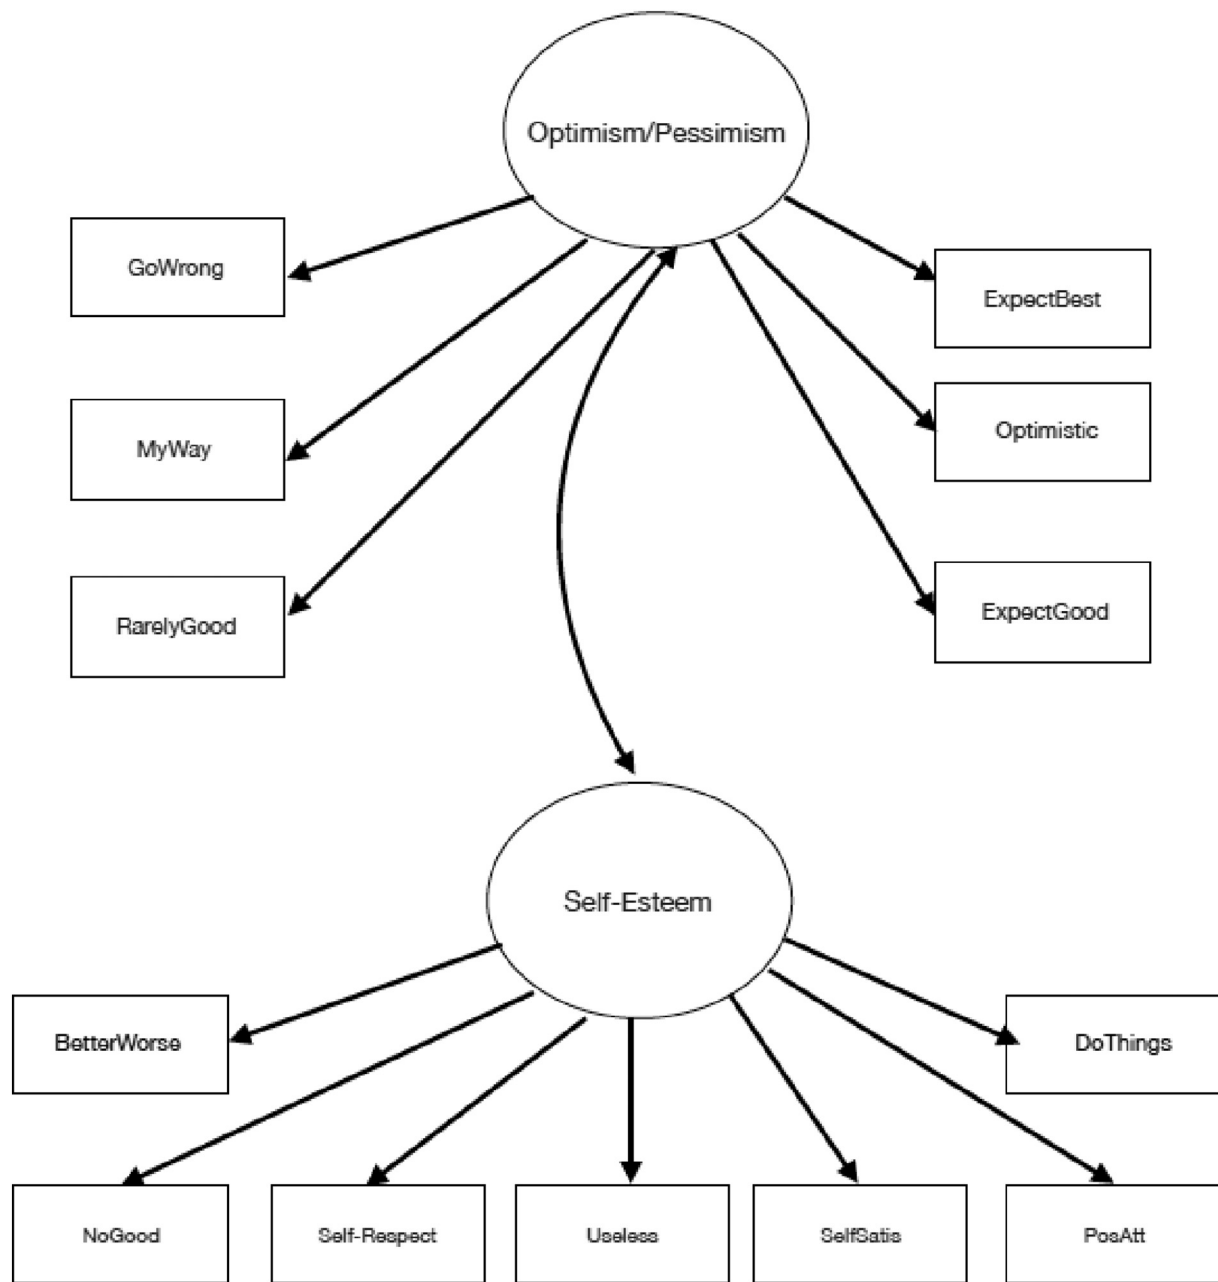 Optimism/Pessimism
GoWrong
ExpectBest
MyWay
Optimistic
RarelyGood
ExpectGood
Self-Esteem
BetterWorse
DoThings
NoGood
Self-Respect
Useless
SelfSatis
PosAtt